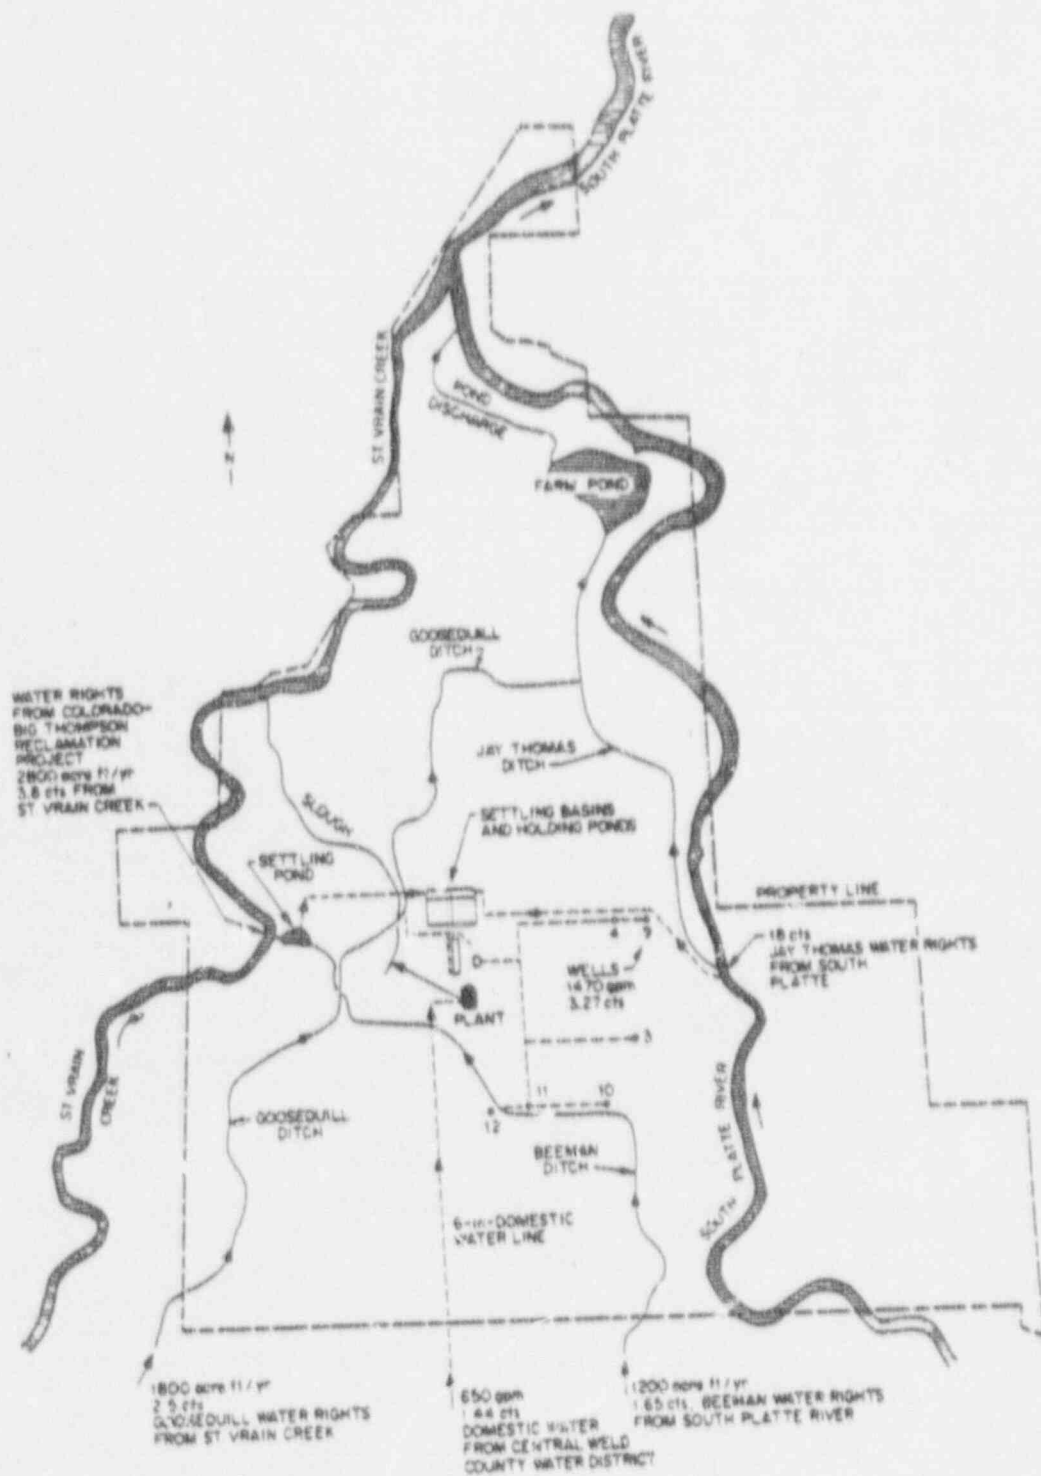 SOUTH PLATTE RIVER
ST. VRAIN CREEK
N
POND
DISCHARGE
FARM POND
GOOSEQUILL
DITCH
WATER RIGHTS
FROM COLORADO-
BIG THOMPSON
RECLAMATION
PROJECT
2800 acre ft/yr
3.8 cfs FROM
ST VRAIN CREEK
JAY THOMAS
DITCH
SLOUGH
SETTLING BASINS
AND HOLDING PONDS
SETTLING
POND
PROPERTY LINE
4 9
18 cfs
JAY THOMAS WATER RIGHTS
FROM SOUTH
PLATTE
WELLS
1470 gpm
3.27 cfs
D
PLANT
3
ST VRAIN
CREEK
GOOSEQUILL
DITCH
11 10
12
BEEMAN
DITCH
SOUTH PLATTE RIVER
6-in-DOMESTIC
WATER LINE
1800 acre ft/yr
2.5 cfs
GOOSEQUILL WATER RIGHTS
FROM ST VRAIN CREEK
650 gpm
1.44 cfs
DOMESTIC WATER
FROM CENTRAL WELD
COUNTY WATER DISTRICT
1200 acre ft/yr
1.65 cfs, BEEMAN WATER RIGHTS
FROM SOUTH PLATTE RIVER